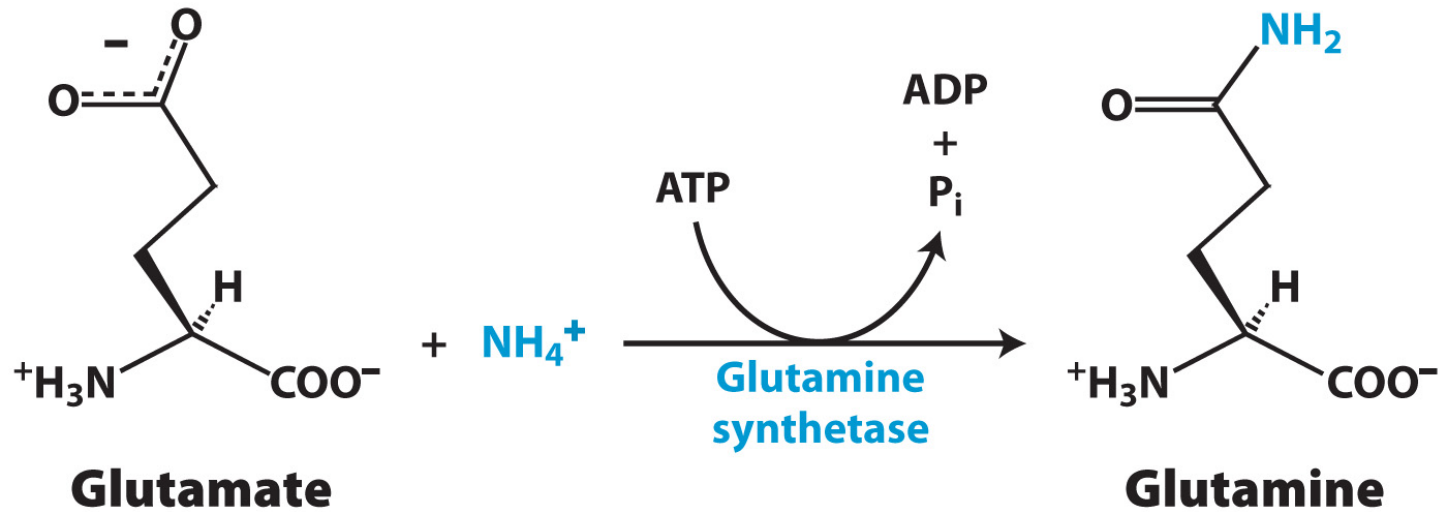 −
O
O
H
⁺H₃N
COO⁻
Glutamate
+
NH₄⁺
ATP
ADP
+
Pᵢ
Glutamine
synthetase
NH₂
O
H
⁺H₃N
COO⁻
Glutamine